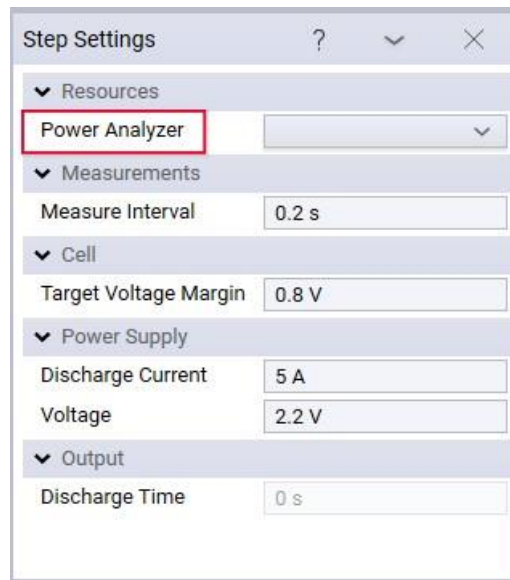 Step Settings ?
Resources
Power Analyzer
Measurements
Measure Interval 0.2 s
Cell
Target Voltage Margin 0.8 V
Power Supply
Discharge Current 5 A
Voltage 2.2 V
Output
Discharge Time 0 s